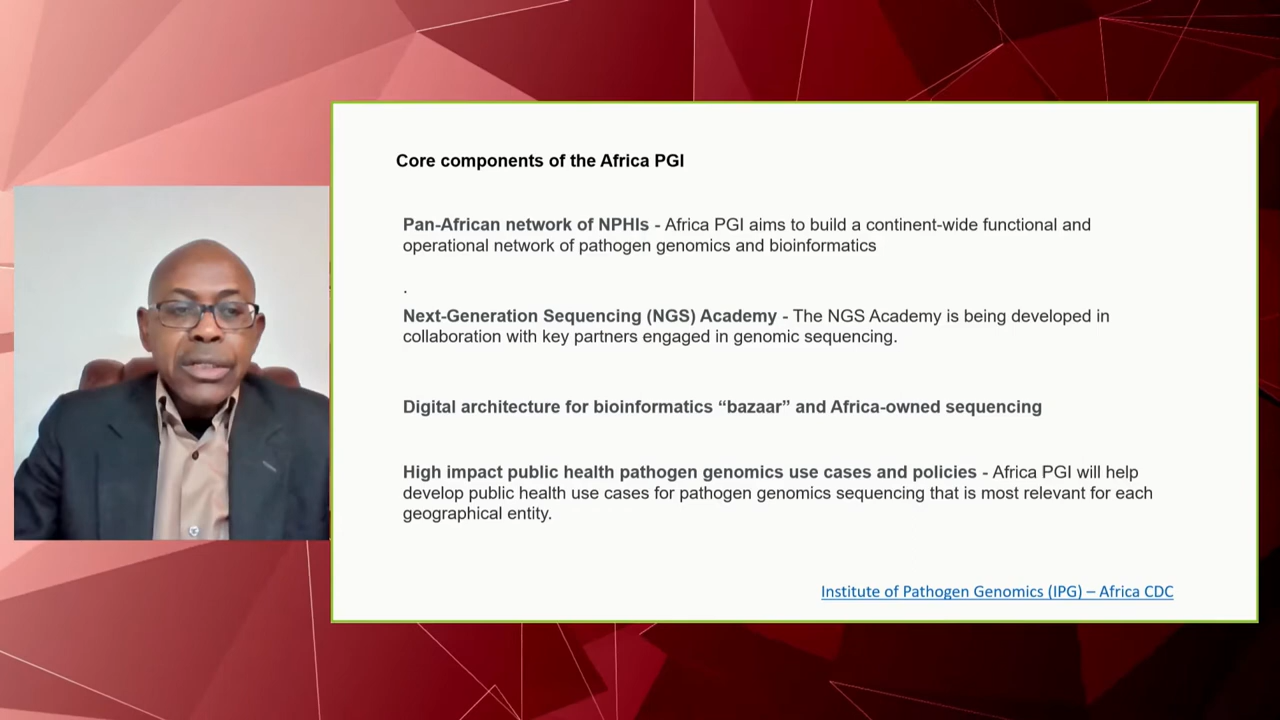 Core components of the Africa PGI
Pan-African network of NPHIs - Africa PGI aims to build a continent-wide functional and
operational network of pathogen genomics and bioinformatics
.
Next-Generation Sequencing (NGS) Academy - The NGS Academy is being developed in
collaboration with key partners engaged in genomic sequencing.
Digital architecture for bioinformatics “bazaar” and Africa-owned sequencing
High impact public health pathogen genomics use cases and policies - Africa PGI will help
develop public health use cases for pathogen genomics sequencing that is most relevant for each
geographical entity.
Institute of Pathogen Genomics (IPG) – Africa CDC